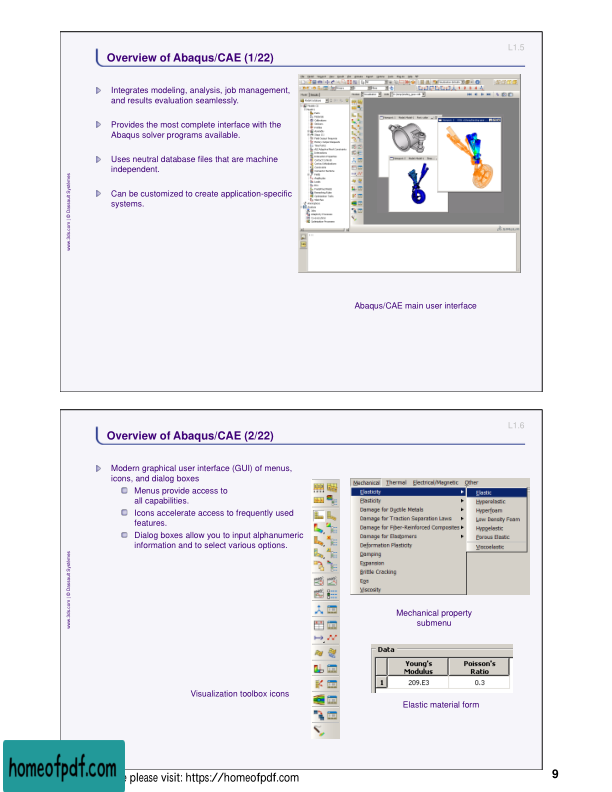 L1.5
Overview of Abaqus/CAE (1/22)
Integrates modeling, analysis, job management,
and results evaluation seamlessly.
Provides the most complete interface with the
Abaqus solver programs available.
Uses neutral database files that are machine
independent.
Can be customized to create application-specific
systems.
www.3ds.com | © Dassault Systèmes
Abaqus/CAE main user interface
L1.6
Overview of Abaqus/CAE (2/22)
Modern graphical user interface (GUI) of menus,
icons, and dialog boxes
Menus provide access to
all capabilities.
Icons accelerate access to frequently used
features.
Dialog boxes allow you to input alphanumeric
information and to select various options.
www.3ds.com | © Dassault Systèmes
Visualization toolbox icons
Mechanical Thermal Electrical/Magnetic Other
Elasticity
Plasticity
Damage for Ductile Metals
Damage for Traction Separation Laws
Damage for Fiber-Reinforced Composites
Damage for Elastomers
Deformation Plasticity
Damping
Expansion
Brittle Cracking
Eos
Viscosity
Elastic
Hyperelastic
Hyperfoam
Low Density Foam
Hypoelastic
Porous Elastic
Viscoelastic
Mechanical property
submenu
Data
Young's Modulus Poisson's Ratio
1 209.E3 0.3
Elastic material form
homeofpdf.com
please visit: https://homeofpdf.com
9